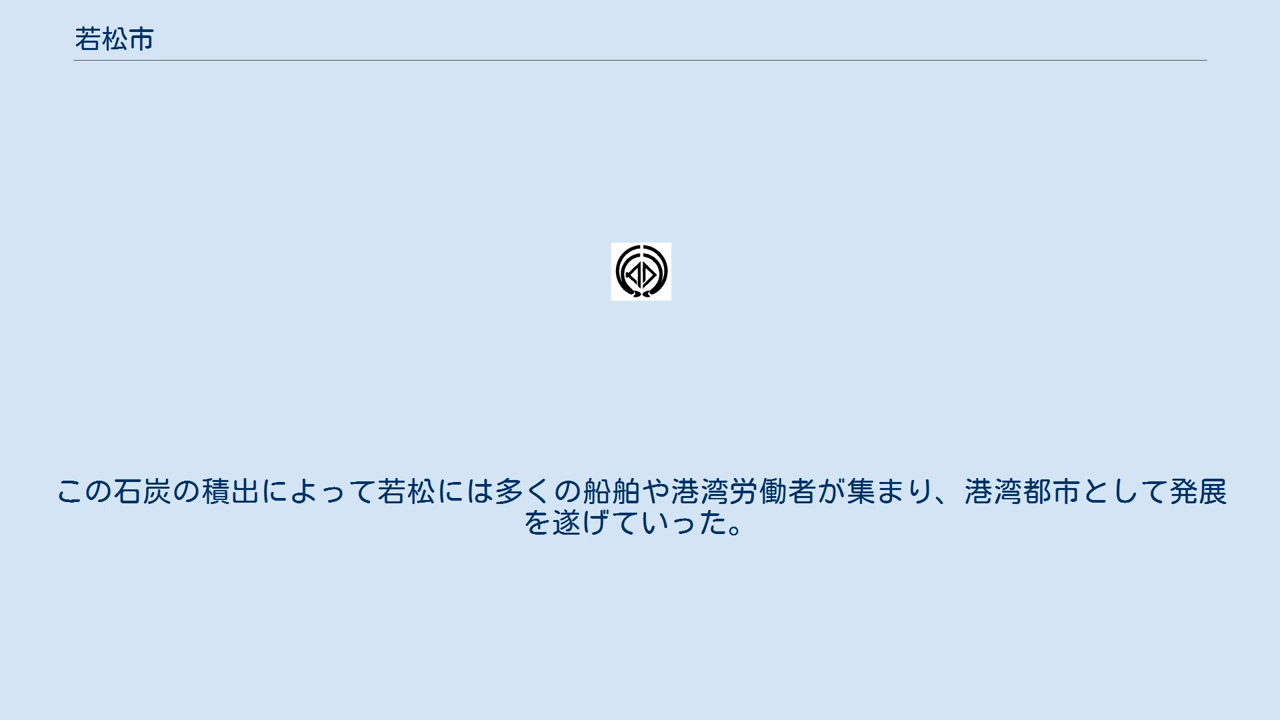 若松市
この石炭の積出によって若松には多くの船舶や港湾労働者が集まり、港湾都市として発展
を遂げていった。